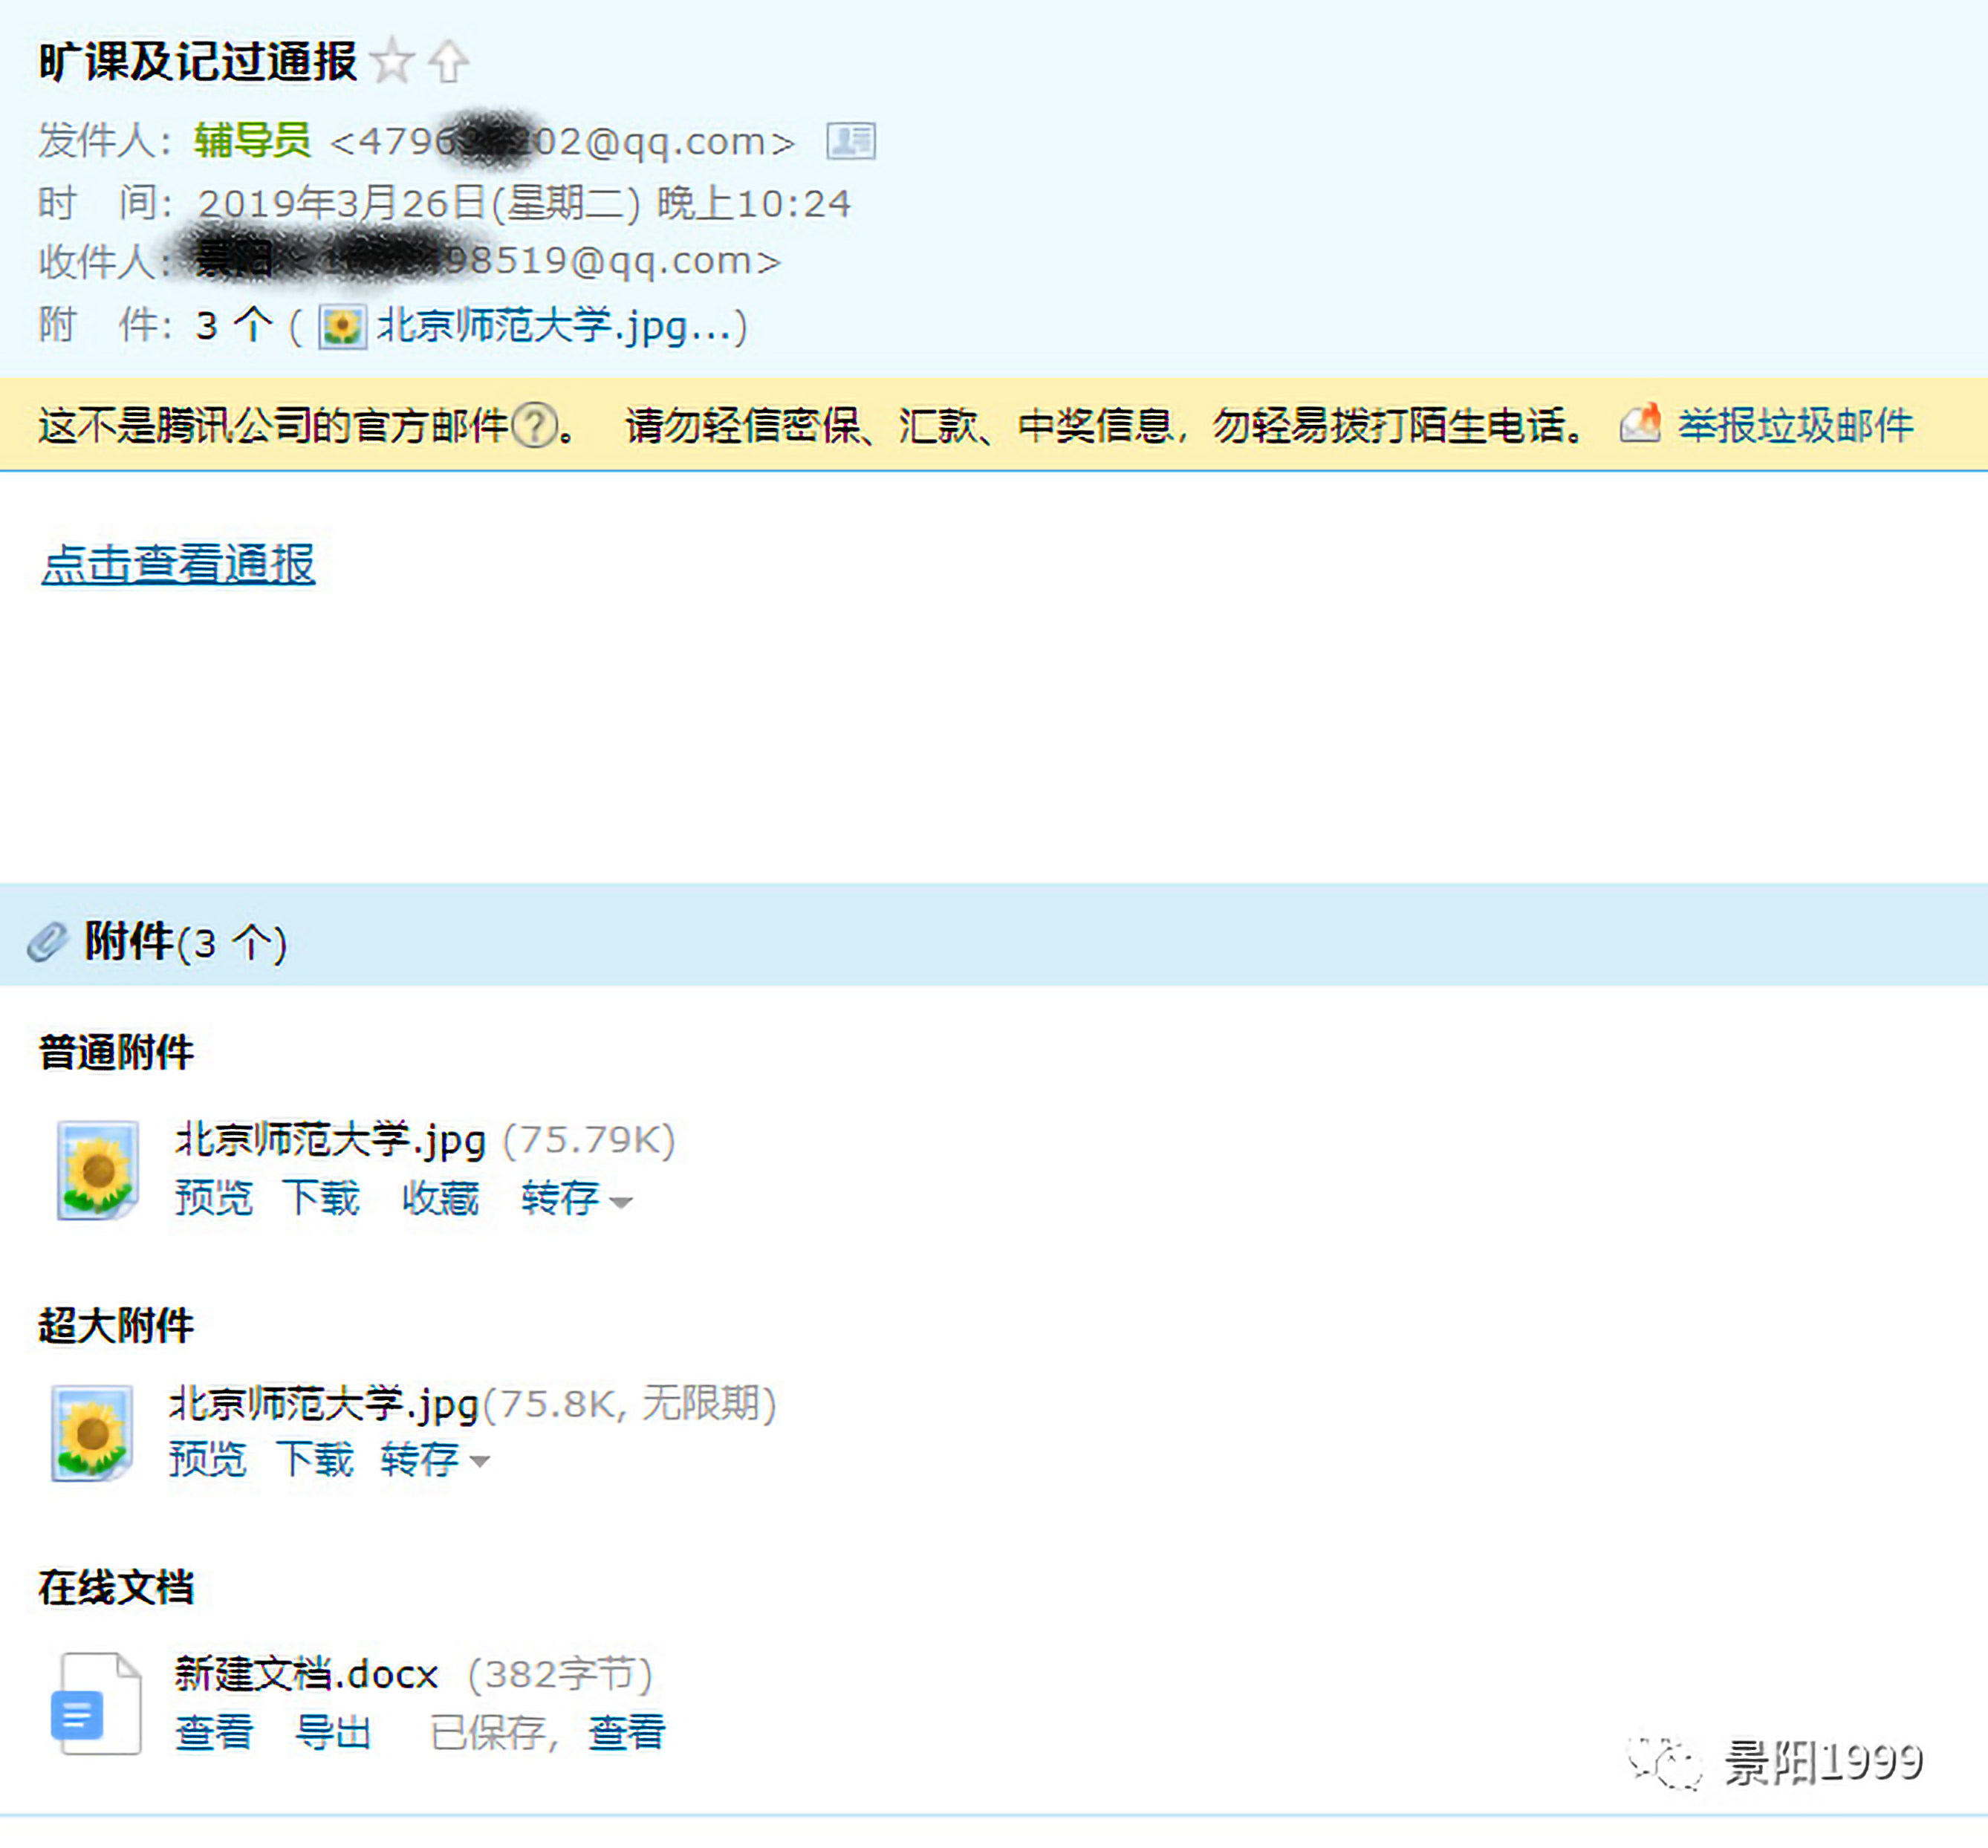 旷课及记过通报
发件人：辅导员 <479 02@qq.com>
时 间：2019年3月26日(星期二) 晚上10:24
收件人： 98519@qq.com>
附 件：3 个 ( 北京师范大学.jpg...)
这不是腾讯公司的官方邮件?。 请勿轻信密保、汇款、中奖信息，勿轻易拨打陌生电话。 举报垃圾邮件
点击查看通报
附件(3 个)
普通附件
北京师范大学.jpg (75.79K)
预览 下载 收藏 转存
超大附件
北京师范大学.jpg(75.8K, 无限期)
预览 下载 转存
在线文档
新建文档.docx (382字节)
查看 导出 已保存，查看
景阳1999